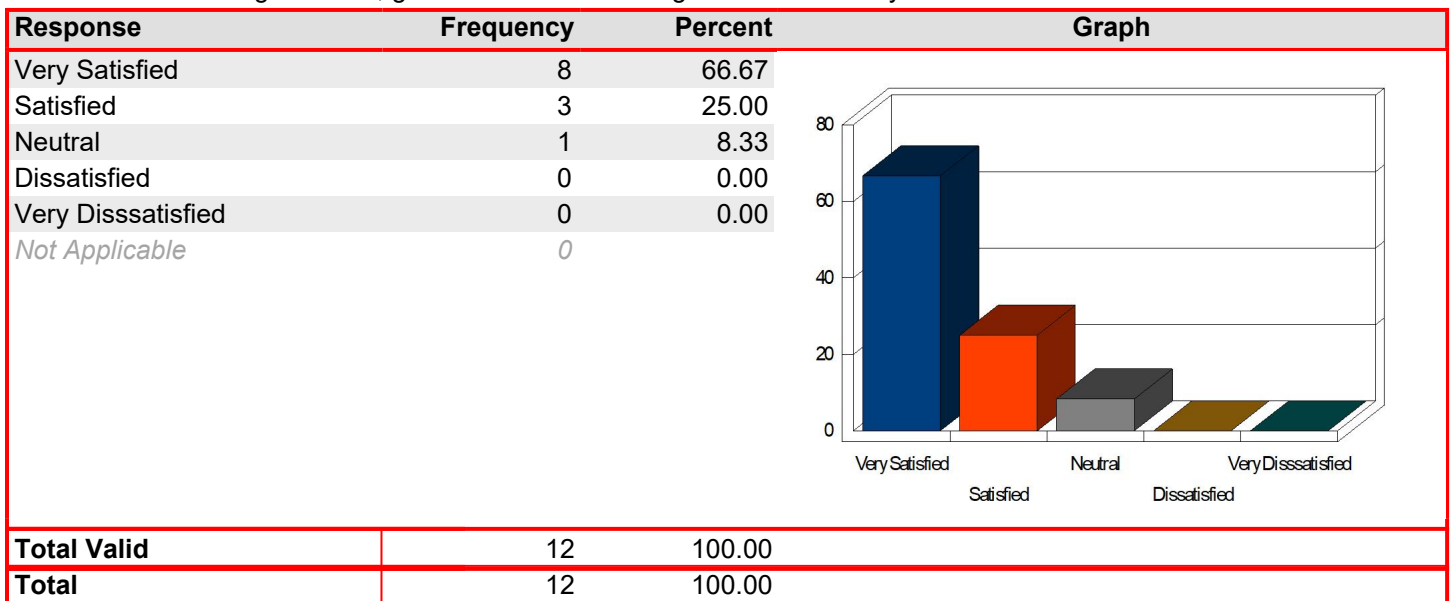 Response Frequency Percent Graph
Very Satisfied 8 66.67
Satisfied 3 25.00
Neutral 1 8.33
Dissatisfied 0 0.00
Very Disssatisfied 0 0.00
Not Applicable 0
80
60
40
20
0
Very Satisfied Neutral Very Disssatisfied
Satisfied Dissatisfied
Total Valid 12 100.00
Total 12 100.00